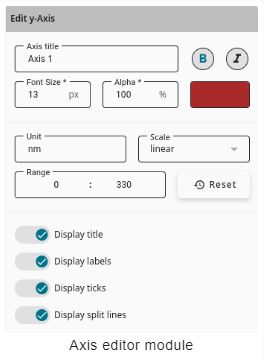 Edit y-Axis
Axis title
Axis 1
B I
Font Size * Alpha *
13 px 100 %
Unit Scale
nm linear
Range
0 : 330 Reset
Display title
Display labels
Display ticks
Display split lines
Axis editor module